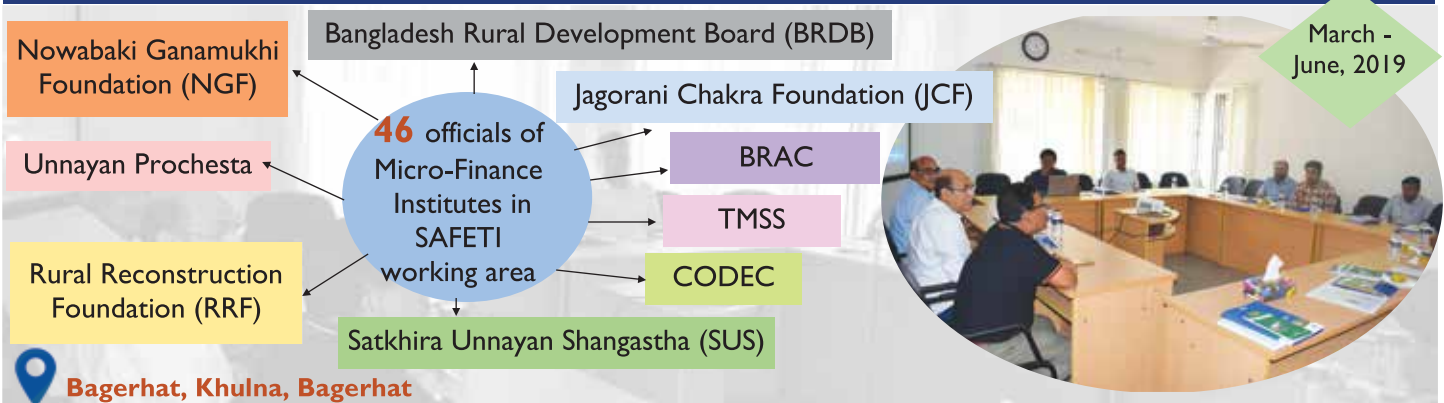 Nowabaki Ganamukhi
Foundation (NGF)
Bangladesh Rural Development Board (BRDB)
March -
June, 2019
Jagorani Chakra Foundation (JCF)
46 officials of
Micro-Finance
Institutes in
SAFETI
working area
Unnayan Prochesta
BRAC
TMSS
Rural Reconstruction
Foundation (RRF)
CODEC
Satkhira Unnayan Shangastha (SUS)
Bagerhat, Khulna, Bagerhat